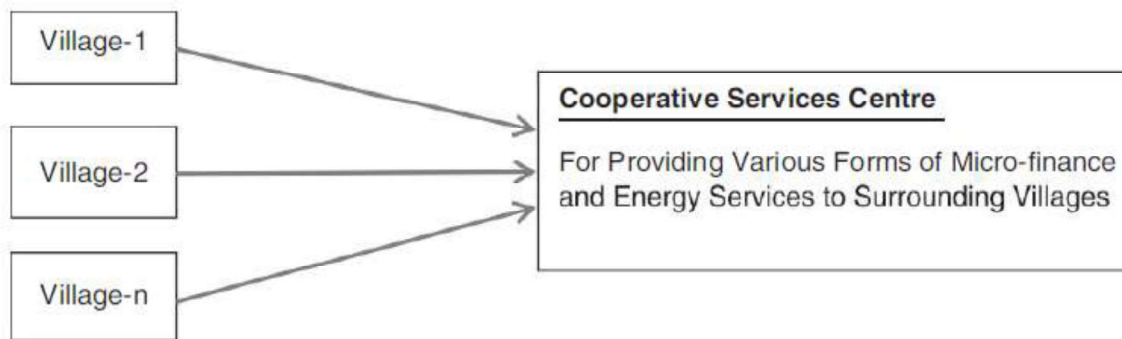 Village-1
Village-2
Village-n
Cooperative Services Centre
For Providing Various Forms of Micro-finance
and Energy Services to Surrounding Villages